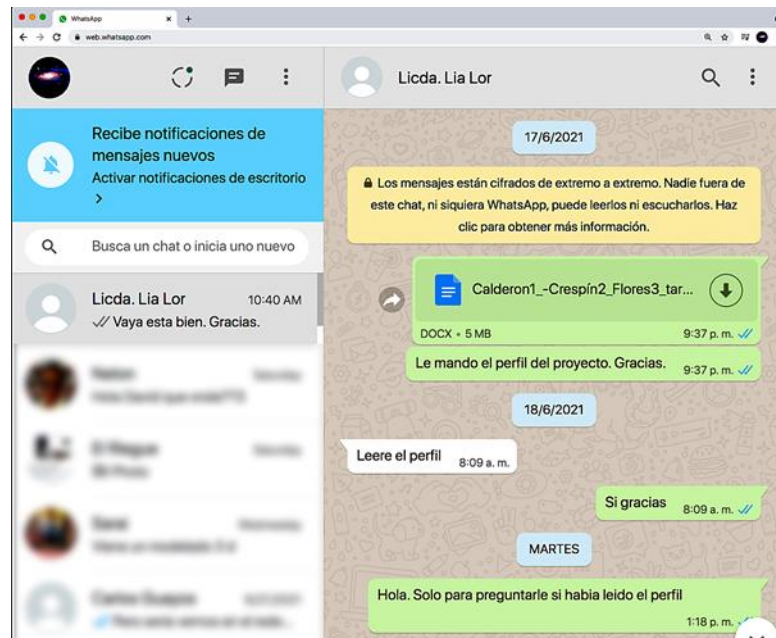 WhatsApp
web.whatsapp.com
Licda. Lia Lor
Recibe notificaciones de
mensajes nuevos
Activar notificaciones de escritorio
>
Busca un chat o inicia uno nuevo
Licda. Lia Lor 10:40 AM
Vaya esta bien. Gracias.
17/6/2021
Los mensajes están cifrados de extremo a extremo. Nadie fuera de
este chat, ni siquiera WhatsApp, puede leerlos ni escucharlos. Haz
clic para obtener más información.
Calderon1_-Crespín2_Flores3_tar...
DOCX • 5 MB 9:37 p. m.
Le mando el perfil del proyecto. Gracias. 9:37 p. m.
18/6/2021
Leere el perfil 8:09 a. m.
Si gracias 8:09 a. m.
MARTES
Hola. Solo para preguntarle si habia leido el perfil
1:18 p. m.